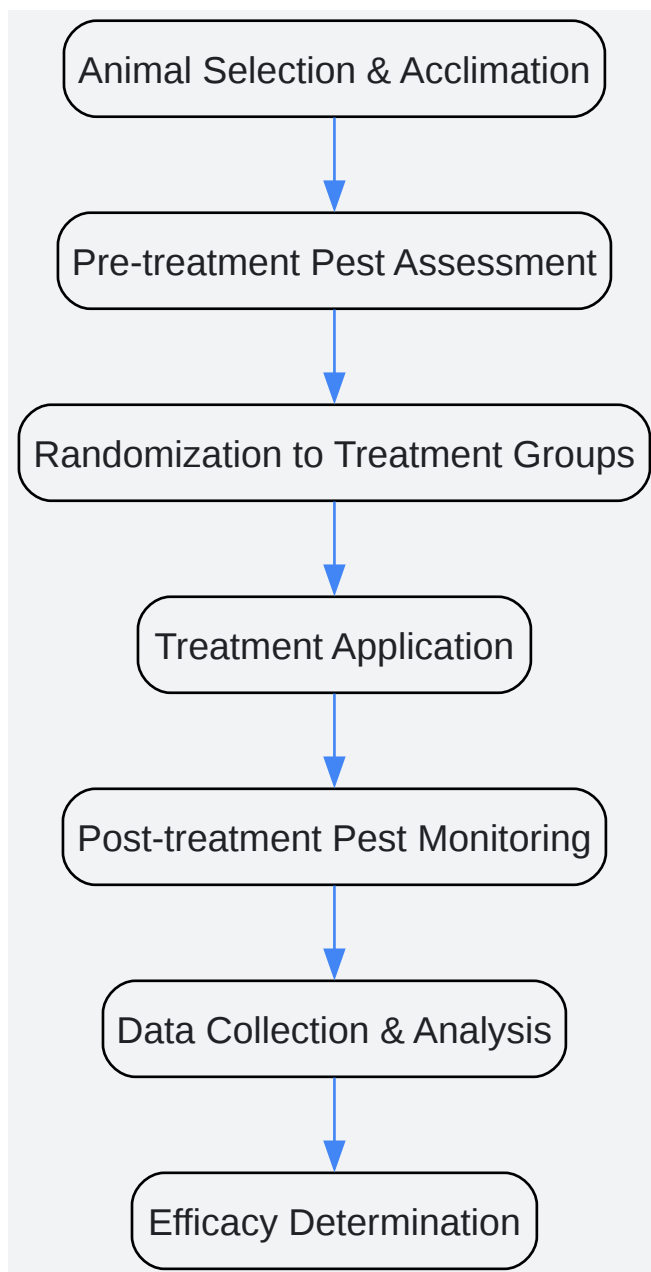 Animal Selection & Acclimation
Pre-treatment Pest Assessment
Randomization to Treatment Groups
Treatment Application
Post-treatment Pest Monitoring
Data Collection & Analysis
Efficacy Determination